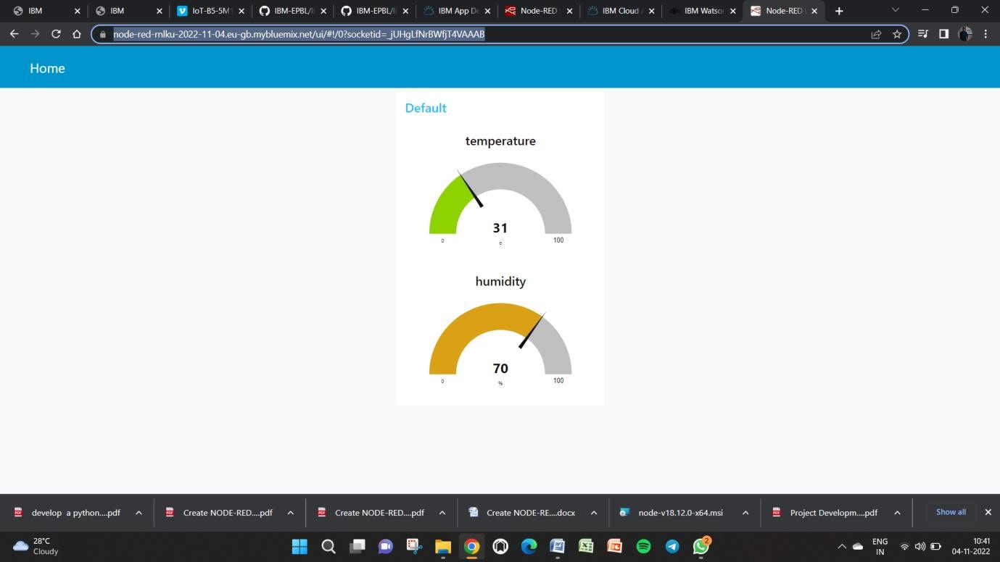 IBM
IBM
IoT-B5-5M1
IBM-EPBL/I
IBM-EPBL/I
IBM App De
Node-RED :
IBM Cloud
IBM Watson
Node-RED
node-red-rnlku-2022-11-04.eu-gb.mybluemix.net/ui/#!/0?socketid=_jUHgLfNrBWfjT4VAAAB
Home
Default
temperature
31
0
c
100
humidity
70
0
%
100
develop a python....pdf
Create NODE-RED....pdf
Create NODE-RED....pdf
Create NODE-RE....docx
node-v18.12.0-x64.msi
Project Developm....pdf
Show all
28°C
Cloudy
2
ENG
IN
10:41
04-11-2022